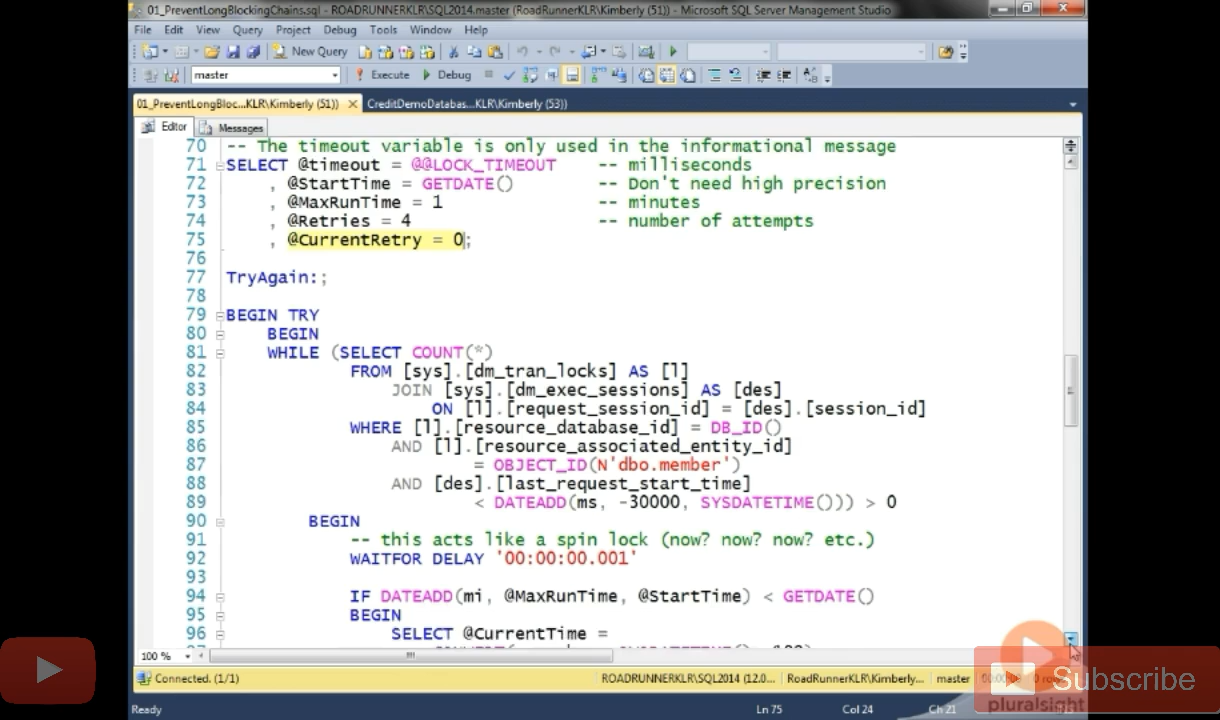 01_PreventLongBlockingChains.sql - ROADRUNNERKLR\SQL2014.master (RoadRunnerKLR\Kimberly (51)) - Microsoft SQL Server Management Studio
File Edit View Query Project Debug Tools Window Help
New Query
master Execute Debug
01_PreventLongBloc...KLR\Kimberly (51)) CreditDemoDatabas...KLR\Kimberly (53))
Editor Messages
70 -- The timeout variable is only used in the informational message
71 SELECT @timeout = @@LOCK_TIMEOUT -- milliseconds
72 , @StartTime = GETDATE() -- Don't need high precision
73 , @MaxRunTime = 1 -- minutes
74 , @Retries = 4 -- number of attempts
75 , @CurrentRetry = 0;
76
77 TryAgain:;
78
79 BEGIN TRY
80 BEGIN
81 WHILE (SELECT COUNT(*)
82 FROM [sys].[dm_tran_locks] AS [l]
83 JOIN [sys].[dm_exec_sessions] AS [des]
84 ON [l].[request_session_id] = [des].[session_id]
85 WHERE [l].[resource_database_id] = DB_ID()
86 AND [l].[resource_associated_entity_id]
87 = OBJECT_ID(N'dbo.member')
88 AND [des].[last_request_start_time]
89 < DATEADD(ms, -30000, SYSDATETIME())) > 0
90 BEGIN
91 -- this acts like a spin lock (now? now? now? etc.)
92 WAITFOR DELAY '00:00:00.001'
93
94 IF DATEADD(mi, @MaxRunTime, @StartTime) < GETDATE()
95 BEGIN
96 SELECT @CurrentTime =
100 %
Connected. (1/1) ROADRUNNERKLR\SQL2014 (12.0... RoadRunnerKLR\Kimberly... master
Subscribe
pluralsight
Ready Ln 75 Col 24 Ch 21